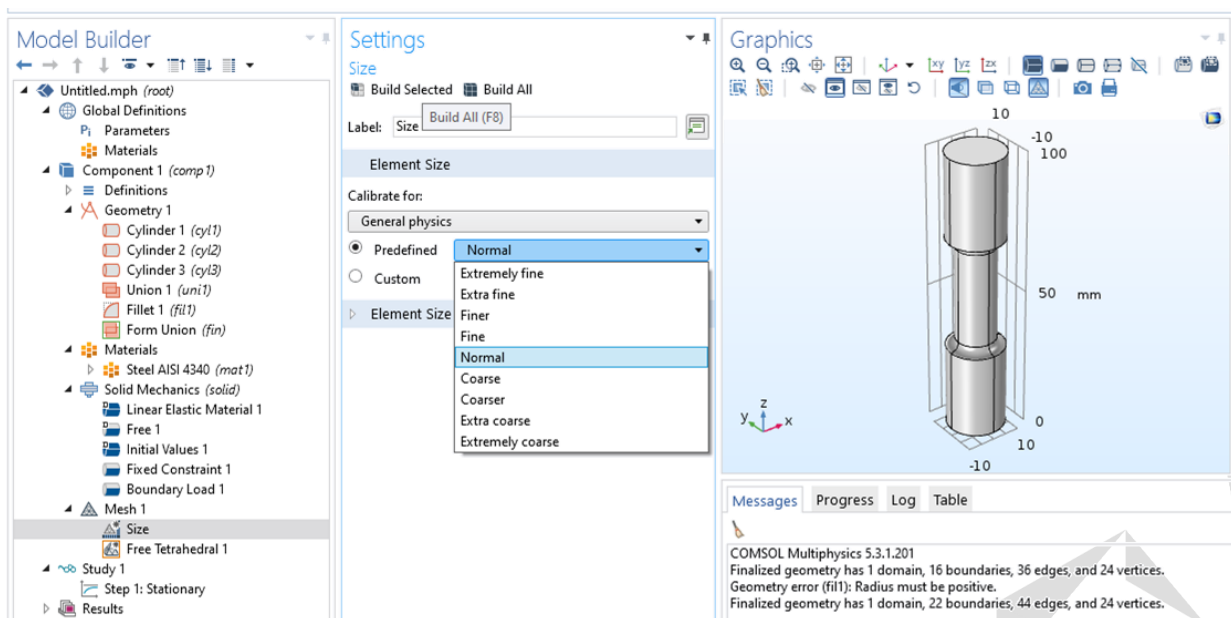 Model Builder
Untitled.mph (root)
Global Definitions
Pi Parameters
Materials
Component 1 (comp1)
Definitions
Geometry 1
Cylinder 1 (cyl1)
Cylinder 2 (cyl2)
Cylinder 3 (cyl3)
Union 1 (uni1)
Fillet 1 (fil1)
Form Union (fin)
Materials
Steel AISI 4340 (mat1)
Solid Mechanics (solid)
Linear Elastic Material 1
Free 1
Initial Values 1
Fixed Constraint 1
Boundary Load 1
Mesh 1
Size
Free Tetrahedral 1
Study 1
Step 1: Stationary
Results
Settings
Size
Build Selected Build All
Build All (F8)
Label: Size
Element Size
Calibrate for:
General physics
Predefined Normal
Custom
Element Size
Extremely fine
Extra fine
Finer
Fine
Normal
Coarse
Coarser
Extra coarse
Extremely coarse
Graphics
xy yz zx
10
-10
100
50 mm
0
10
-10
z
y x
Messages Progress Log Table
COMSOL Multiphysics 5.3.1.201
Finalized geometry has 1 domain, 16 boundaries, 36 edges, and 24 vertices.
Geometry error (fil1): Radius must be positive.
Finalized geometry has 1 domain, 22 boundaries, 44 edges, and 24 vertices.